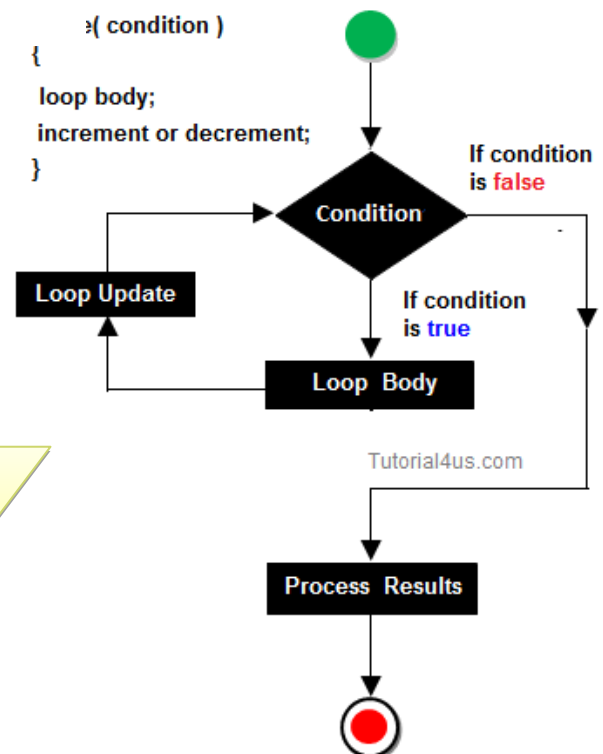 e( condition )
{
loop body;
increment or decrement;
}
If condition
is false
Condition
Loop Update
If condition
is true
Loop Body
Tutorial4us.com
Process Results